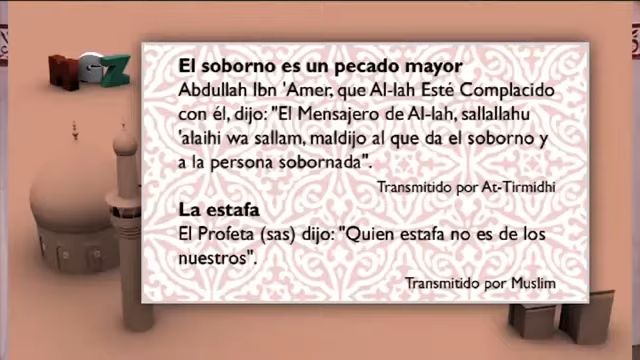 El soborno es un pecado mayor
Abdullah Ibn 'Amer, que Al-lah Esté Complacido
con él, dijo: "El Mensajero de Al-lah, sallallahu
'alaihi wa sallam, maldijo al que da el soborno y
a la persona sobornada".
Transmitido por At-Tirmidhi
La estafa
El Profeta (sas) dijo: "Quien estafa no es de los
nuestros".
Transmitido por Muslim